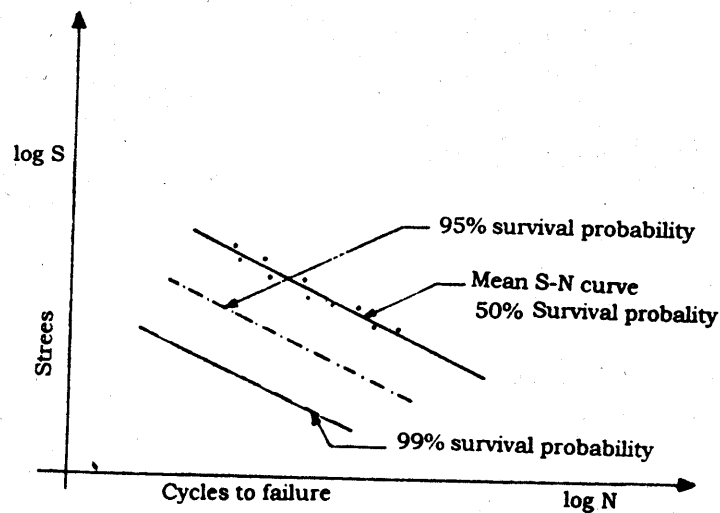 log S
95% survival probability
Mean S-N curve
50% Survival probality
Strees
99% survival probability
Cycles to failure
log N